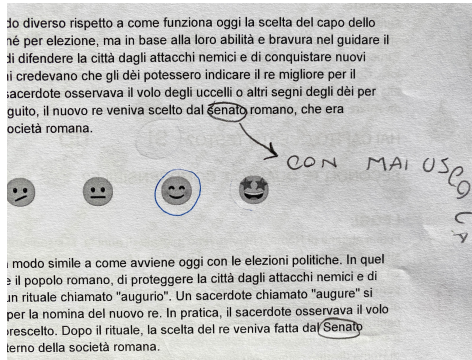 do diverso rispetto a come funziona oggi la scelta del capo dello
né per elezione, ma in base alla loro abilità e bravura nel guidare il
di difendere la città dagli attacchi nemici e di conquistare nuovi
ni credevano che gli dèi potessero indicare il re migliore per il
sacerdote osservava il volo degli uccelli o altri segni degli dèi per
guito, il nuovo re veniva scelto dal senato romano, che era
ocietà romana.
CON MAIUSCOLA
modo simile a come avviene oggi con le elezioni politiche. In quel
e il popolo romano, di proteggere la città dagli attacchi nemici e di
un rituale chiamato "augurio". Un sacerdote chiamato "augure" si
per la nomina del nuovo re. In pratica, il sacerdote osservava il volo
prescelto. Dopo il rituale, la scelta del re veniva fatta dal Senato
terno della società romana.